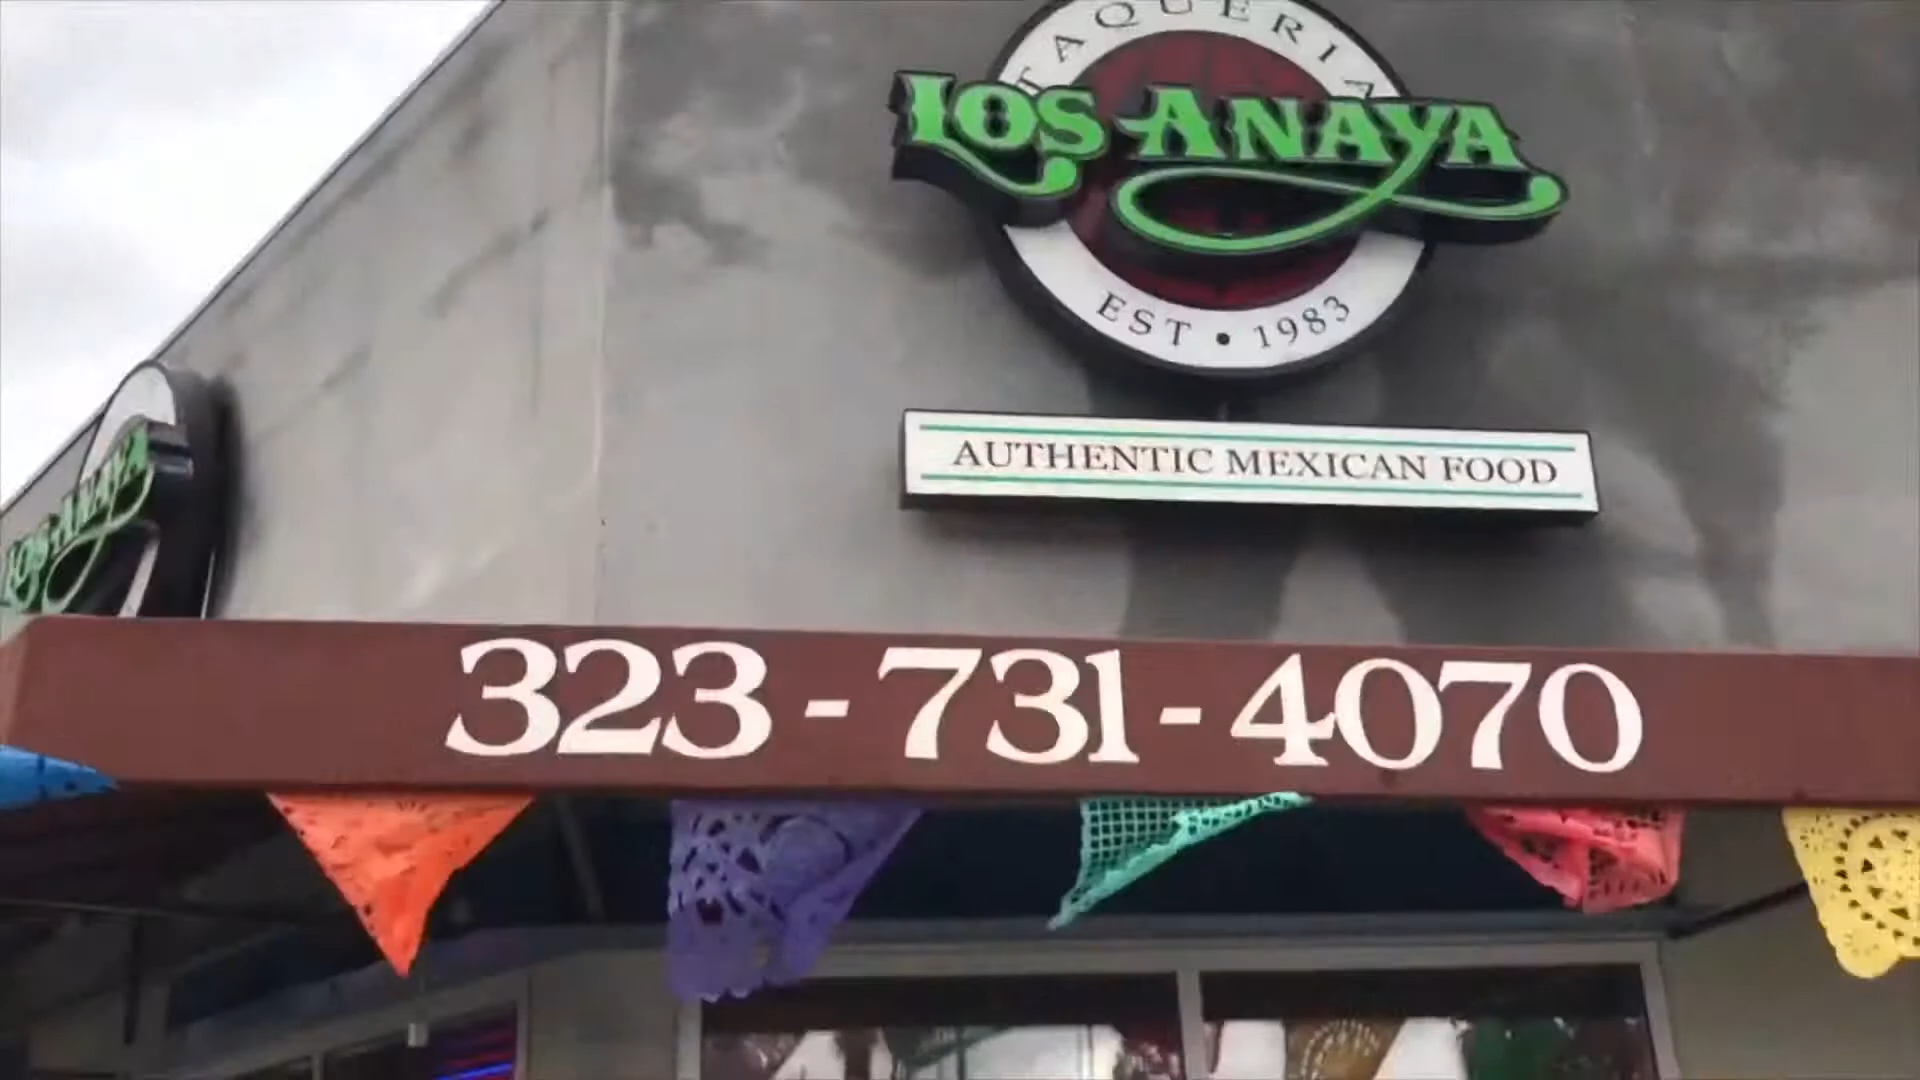 TAQUERIA
LOS ANAYA
EST • 1983
AUTHENTIC MEXICAN FOOD
LOS ANAYA
323-731-4070